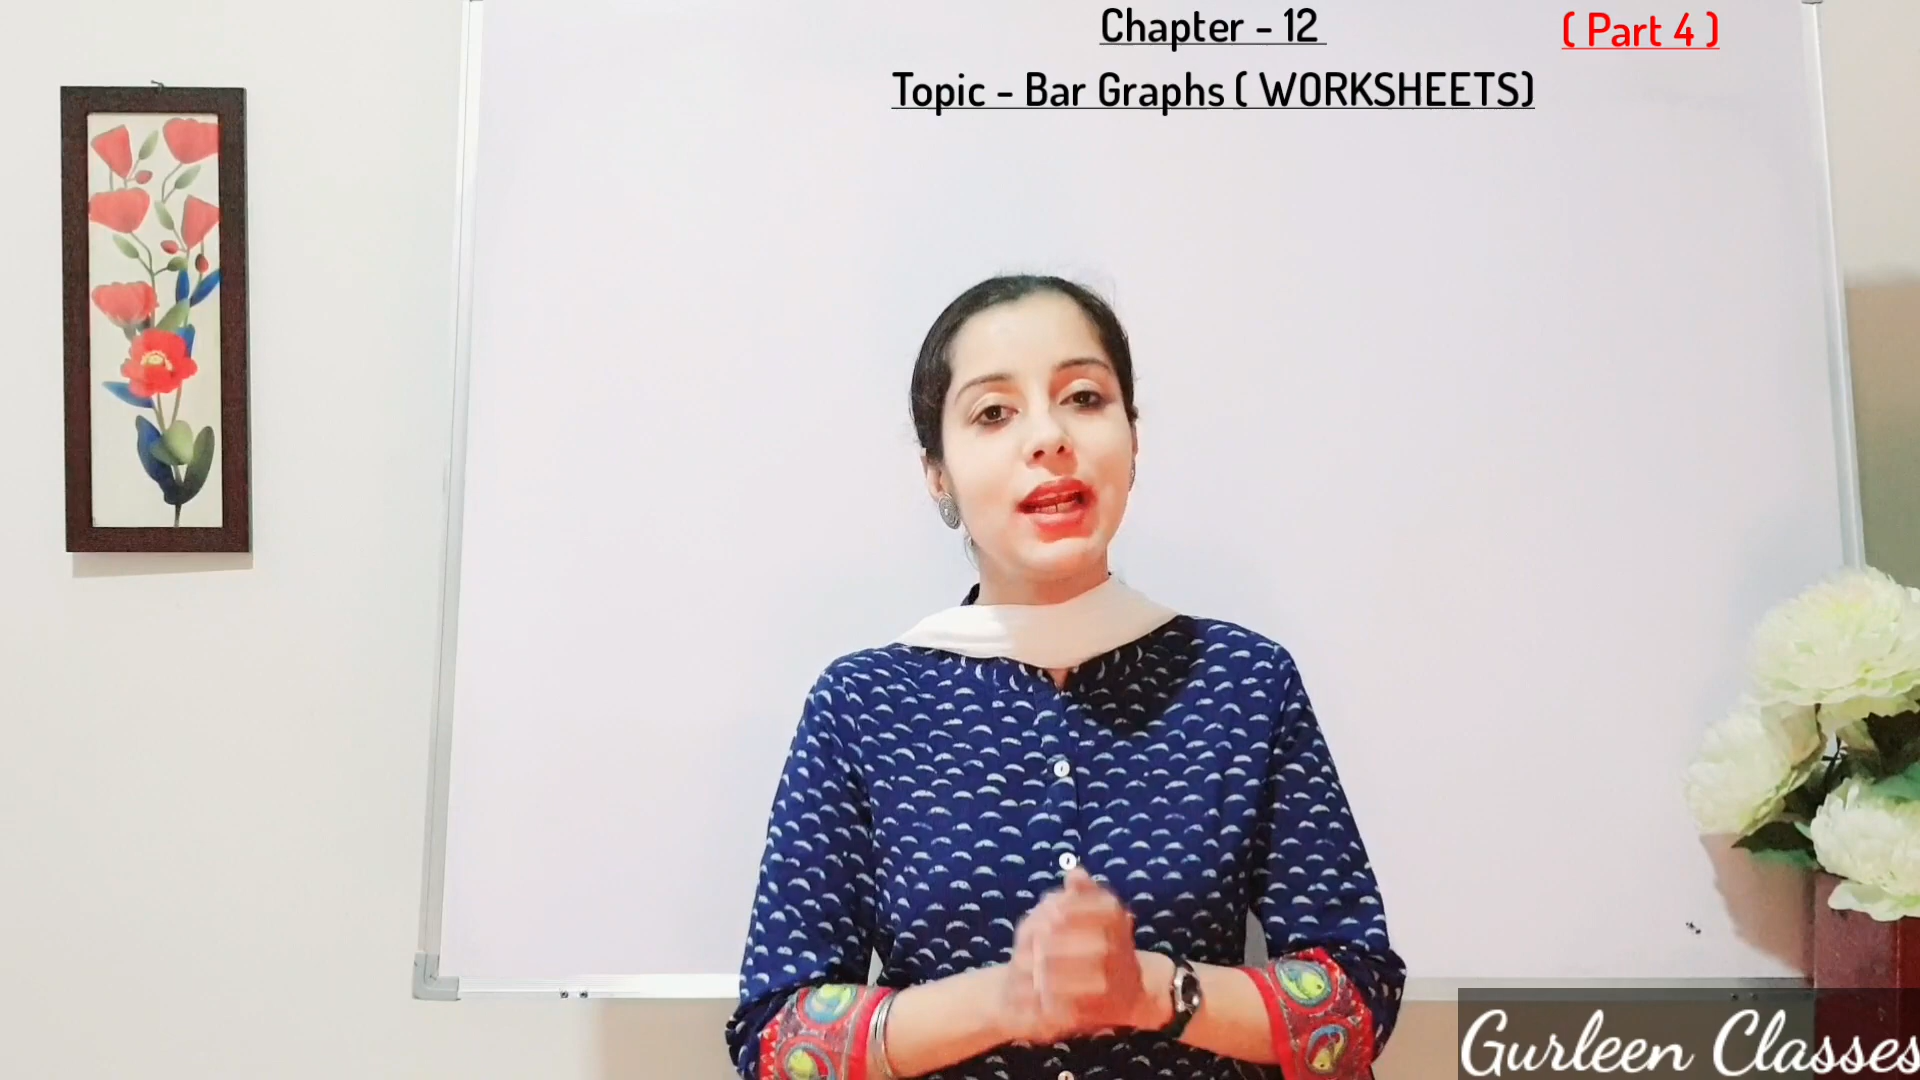 Chapter - 12
( Part 4 )
Topic - Bar Graphs ( WORKSHEETS)
Gurleen Classes